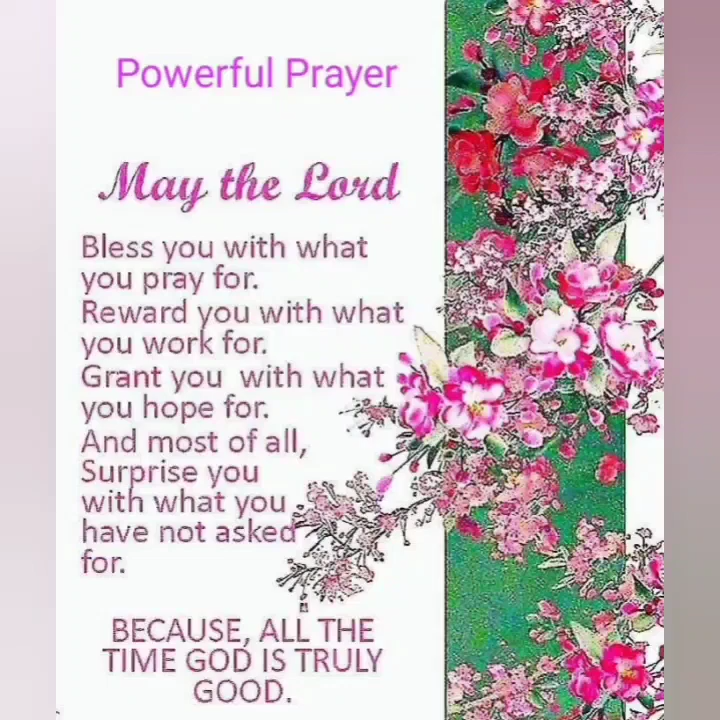 Powerful Prayer
May the Lord
Bless you with what
you pray for.
Reward you with what
you work for.
Grant you with what
you hope for.
And most of all,
Surprise you
with what you
have not asked
for.
BECAUSE, ALL THE
TIME GOD IS TRULY
GOOD.